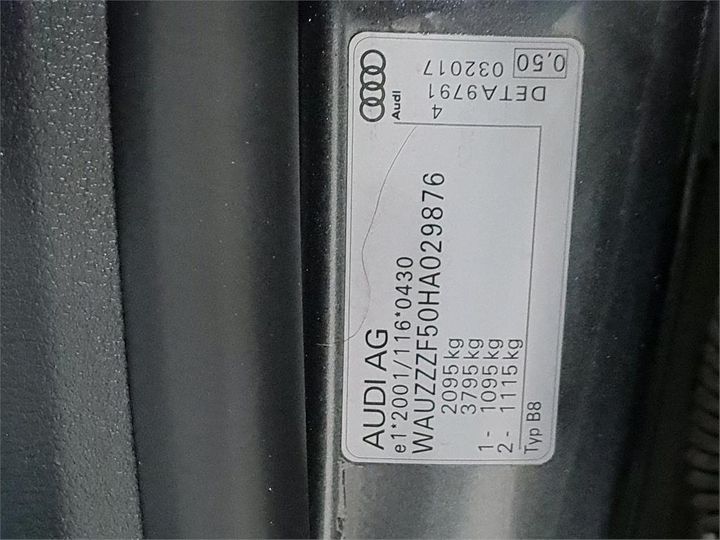 AUDI AG
e1*2001/116*0430
WAUZZZF50HA029876
2095kg
3795kg
1- 1095kg
2- 1115kg
Typ B8
Audi
4
DETA9791
032017
0,50